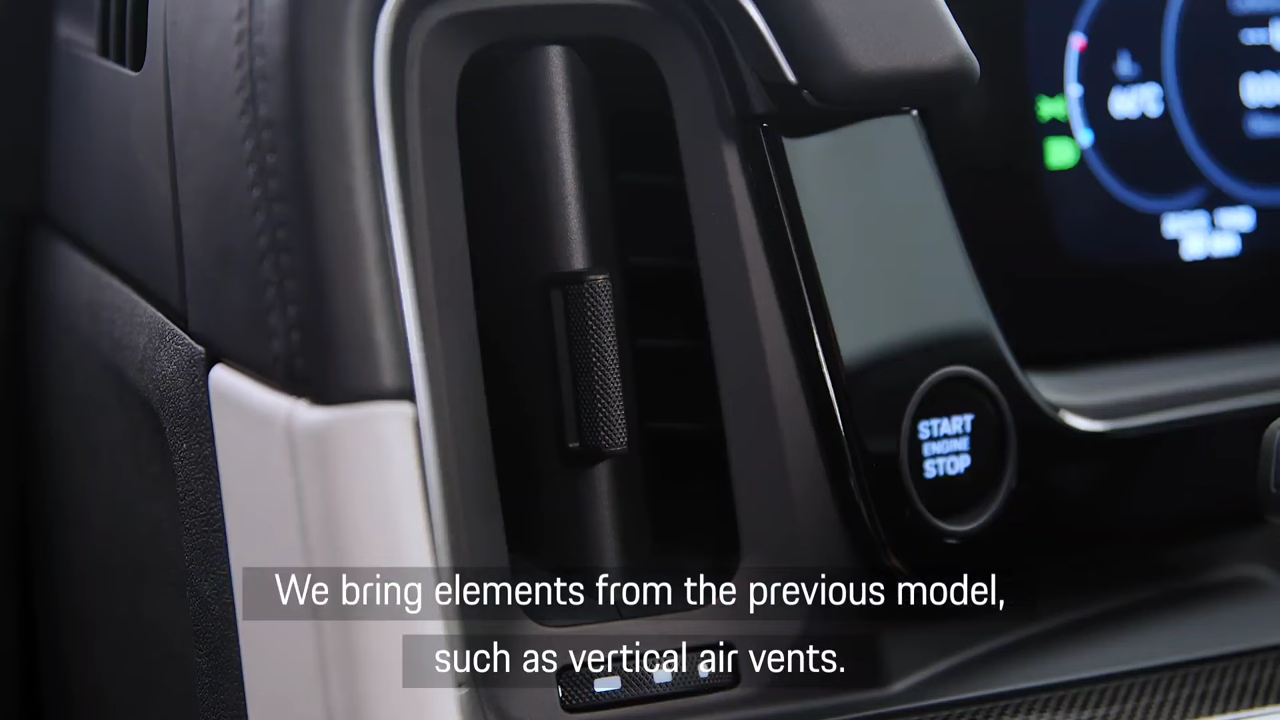 START
ENGINE
STOP
We bring elements from the previous model,
such as vertical air vents.